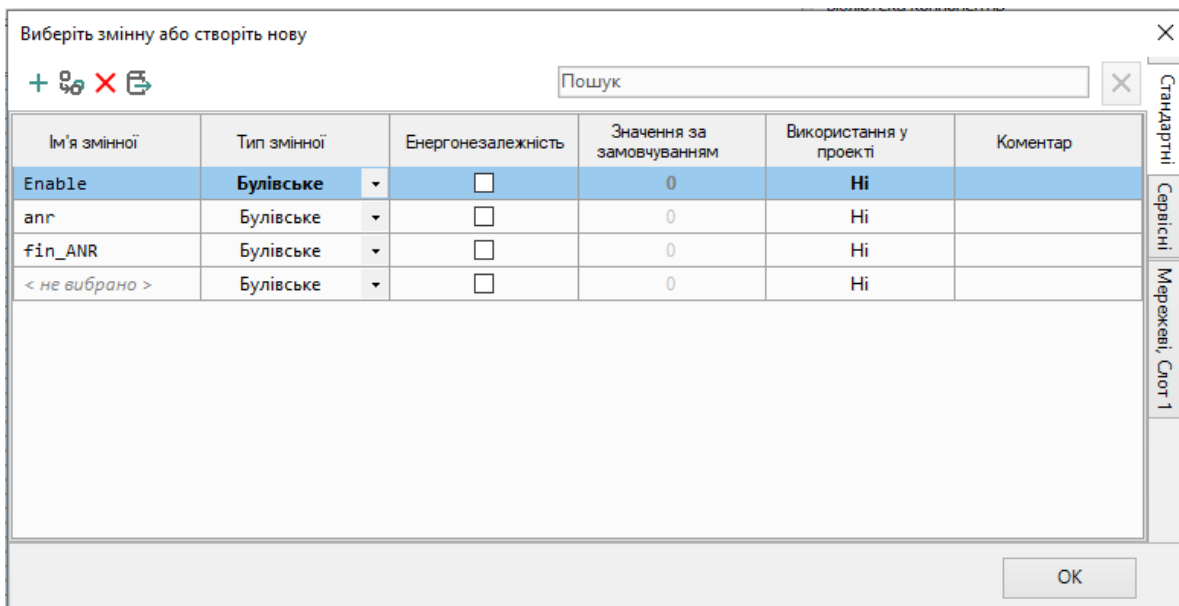 Виберіть змінну або створіть нову
Пошук
Ім'я змінної Тип змінної Енергонезалежність Значення за замовчуванням Використання у проекті Коментар
Enable Булівське 0 Ні
anr Булівське 0 Ні
fin_ANR Булівське 0 Ні
< не вибрано > Булівське 0 Ні
Стандартні
Сервісні
Мережеві, Слот 1
OK